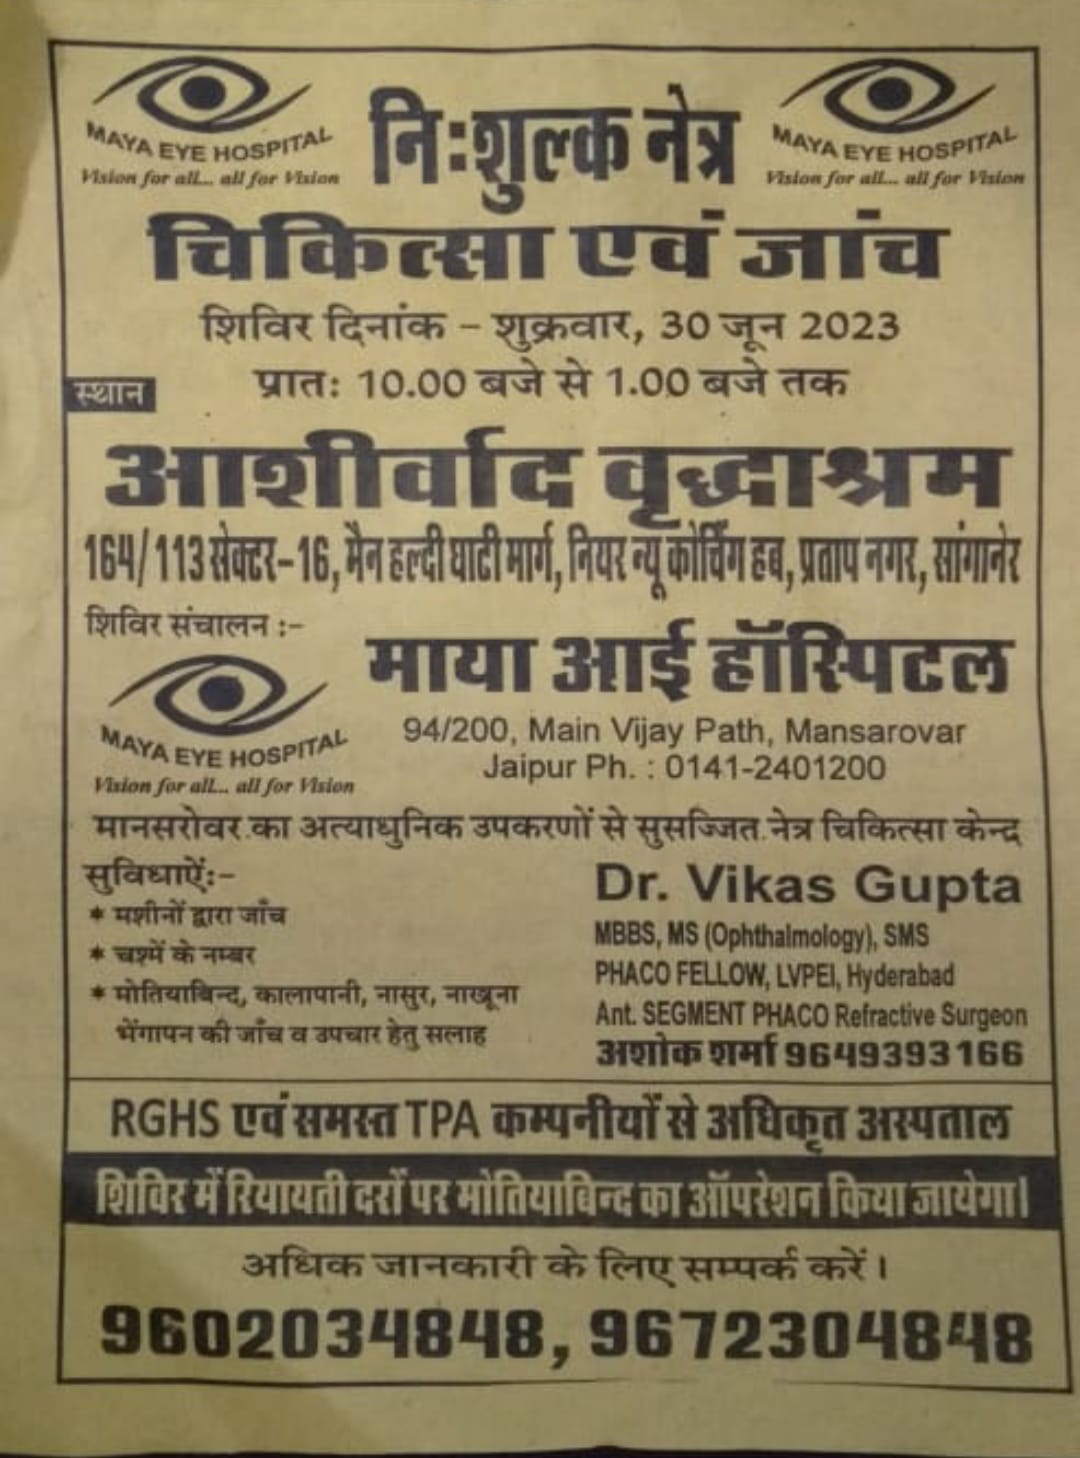 MAYA EYE HOSPITAL
Vision for all... all for Vision
निःशुल्क नेत्र
MAYA EYE HOSPITAL
Vision for all... all for Vision
चिकित्सा एवं जांच
शिविर दिनांक - शुक्रवार, 30 जून 2023
प्रातः 10.00 बजे से 1.00 बजे तक
स्थान
आशीर्वाद वृद्धाश्रम
164/113 सेक्टर-16, मैन हल्दी घाटी मार्ग, नियर न्यू कोचिंग हब, प्रताप नगर, सांगानेर
शिविर संचालन :-
माया आई हॉस्पिटल
MAYA EYE HOSPITAL
Vision for all... all for Vision
94/200, Main Vijay Path, Mansarovar
Jaipur Ph. : 0141-2401200
मानसरोवर का अत्याधुनिक उपकरणों से सुसज्जित नेत्र चिकित्सा केन्द्र
सुविधाऐं:-
* मशीनों द्वारा जाँच
* चश्में के नम्बर
* मोतियाबिन्द, कालापानी, नासुर, नाखूना
भेंगापन की जाँच व उपचार हेतु सलाह
Dr. Vikas Gupta
MBBS, MS (Ophthalmology), SMS
PHACO FELLOW, LVPEI, Hyderabad
Ant. SEGMENT PHACO Refractive Surgeon
अशोक शर्मा 9649393166
RGHS एवं समस्त TPA कम्पनीयों से अधिकृत अस्पताल
शिविर में रियायती दरों पर मोतियाबिन्द का ऑपरेशन किया जायेगा।
अधिक जानकारी के लिए सम्पर्क करें।
9602034848, 9672304848